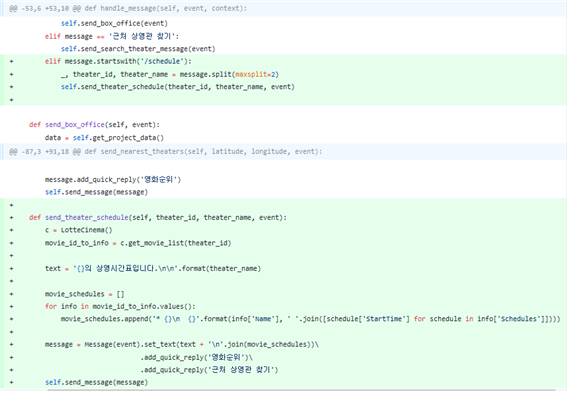 @@ -53,6 +53,10 @@ def handle_message(self, event, context):
self.send_box_office(event)
elif message == '근처 상영관 찾기':
self.send_search_theater_message(event)
+ elif message.startswith('/schedule'):
+ _, theater_id, theater_name = message.split(maxsplit=2)
+ self.send_theater_schedule(theater_id, theater_name, event)
+
def send_box_office(self, event):
data = self.get_project_data()
@@ -87,3 +91,18 @@ def send_nearest_theaters(self, latitude, longitude, event):
message.add_quick_reply('영화순위')
self.send_message(message)
+
+ def send_theater_schedule(self, theater_id, theater_name, event):
+ c = LotteCinema()
+ movie_id_to_info = c.get_movie_list(theater_id)
+
+ text = '{}의 상영시간표입니다.\n\n'.format(theater_name)
+
+ movie_schedules = []
+ for info in movie_id_to_info.values():
+ movie_schedules.append('* {}\n  {}'.format(info['Name'], ' '.join([schedule['StartTime'] for schedule in info['Schedules']])))
+
+ message = Message(event).set_text(text + '\n'.join(movie_schedules))\
+ .add_quick_reply('영화순위')\
+ .add_quick_reply('근처 상영관 찾기')
+ self.send_message(message)